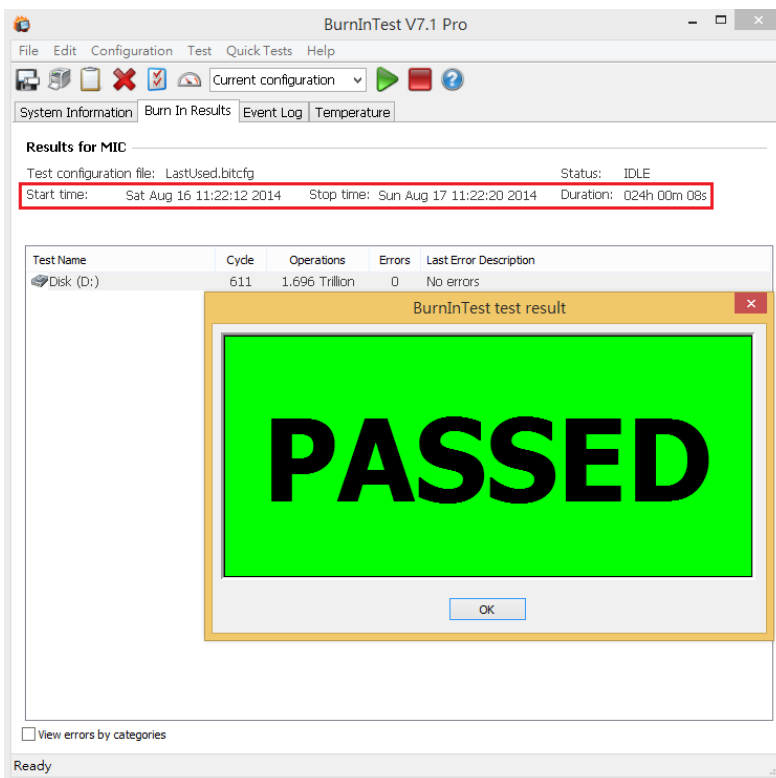 BurnInTest V7.1 Pro
File Edit Configuration Test Quick Tests Help
Current configuration
System Information Burn In Results Event Log Temperature
Results for MIC
Test configuration file: LastUsed.bitcfg Status: IDLE
Start time: Sat Aug 16 11:22:12 2014 Stop time: Sun Aug 17 11:22:20 2014 Duration: 024h 00m 08s
Test Name Cycle Operations Errors Last Error Description
Disk (D:) 611 1.696 Trillion 0 No errors
BurnInTest test result
PASSED
OK
View errors by categories
Ready